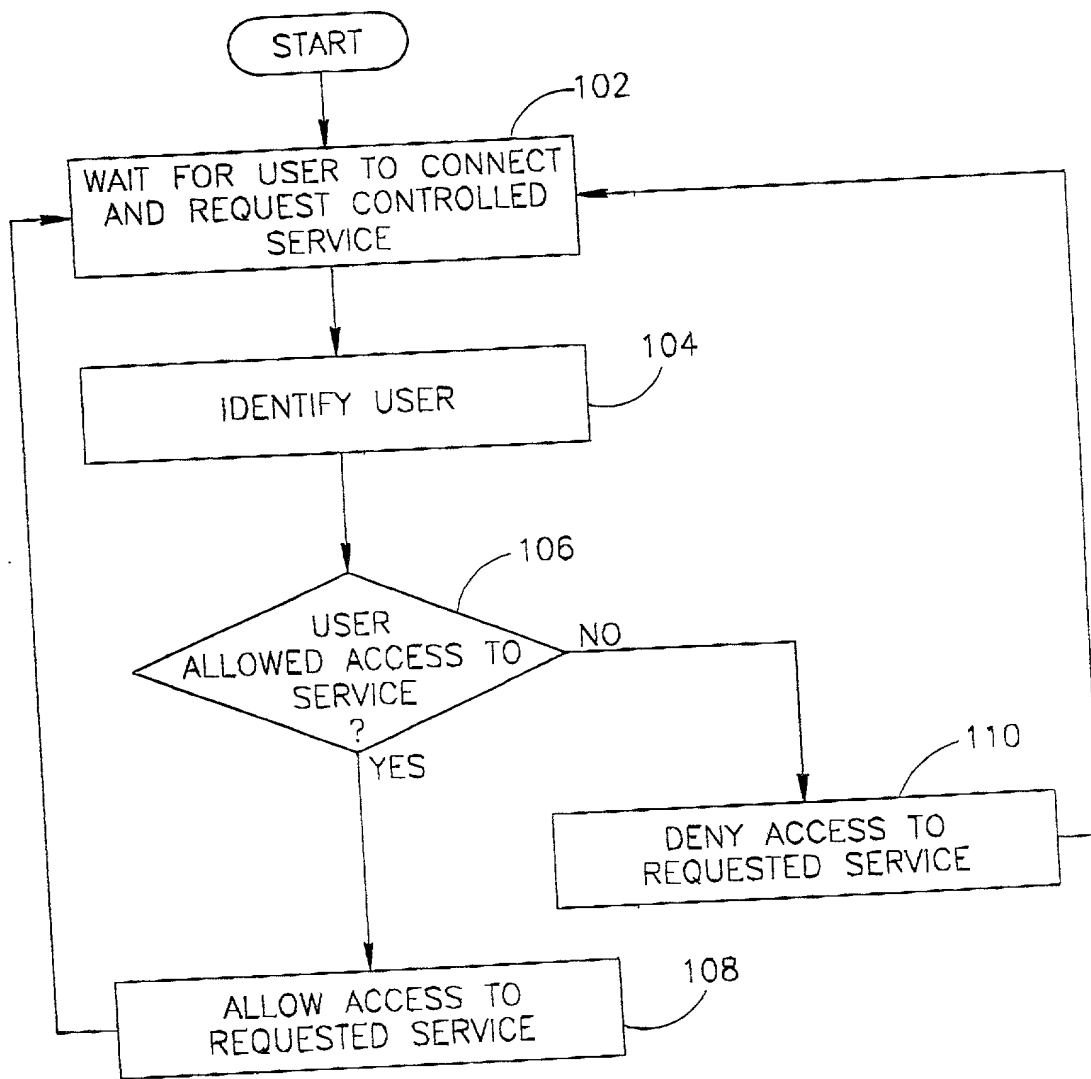 START
102
WAIT FOR USER TO CONNECT
AND REQUEST CONTROLLED
SERVICE
104
IDENTIFY USER
106
USER
ALLOWED ACCESS TO
SERVICE
?
NO
YES
110
DENY ACCESS TO
REQUESTED SERVICE
108
ALLOW ACCESS TO
REQUESTED SERVICE